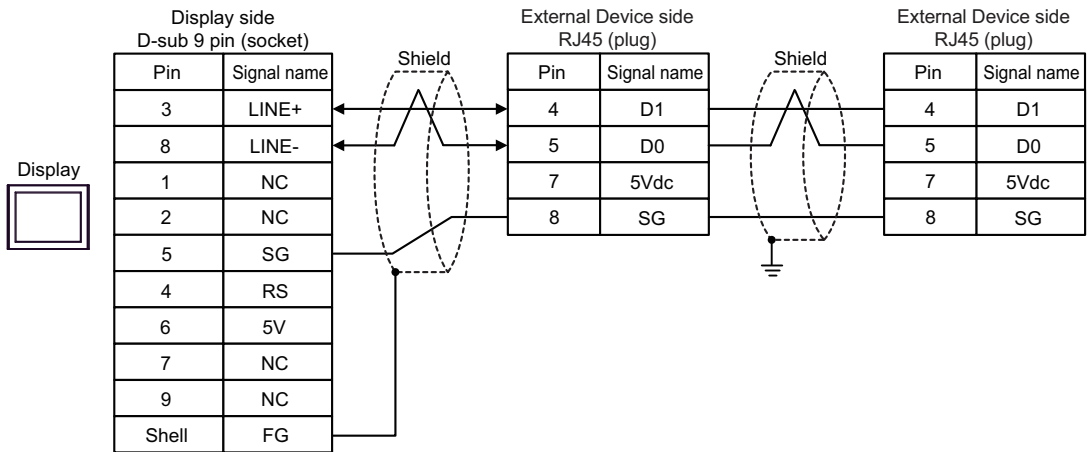 Display side
D-sub 9 pin (socket)
External Device side
RJ45 (plug)
External Device side
RJ45 (plug)
Shield
Shield
Pin Signal name
3 LINE+
8 LINE-
1 NC
2 NC
5 SG
4 RS
6 5V
7 NC
9 NC
Shell FG
Display
Pin Signal name
4 D1
5 D0
7 5Vdc
8 SG
Pin Signal name
4 D1
5 D0
7 5Vdc
8 SG